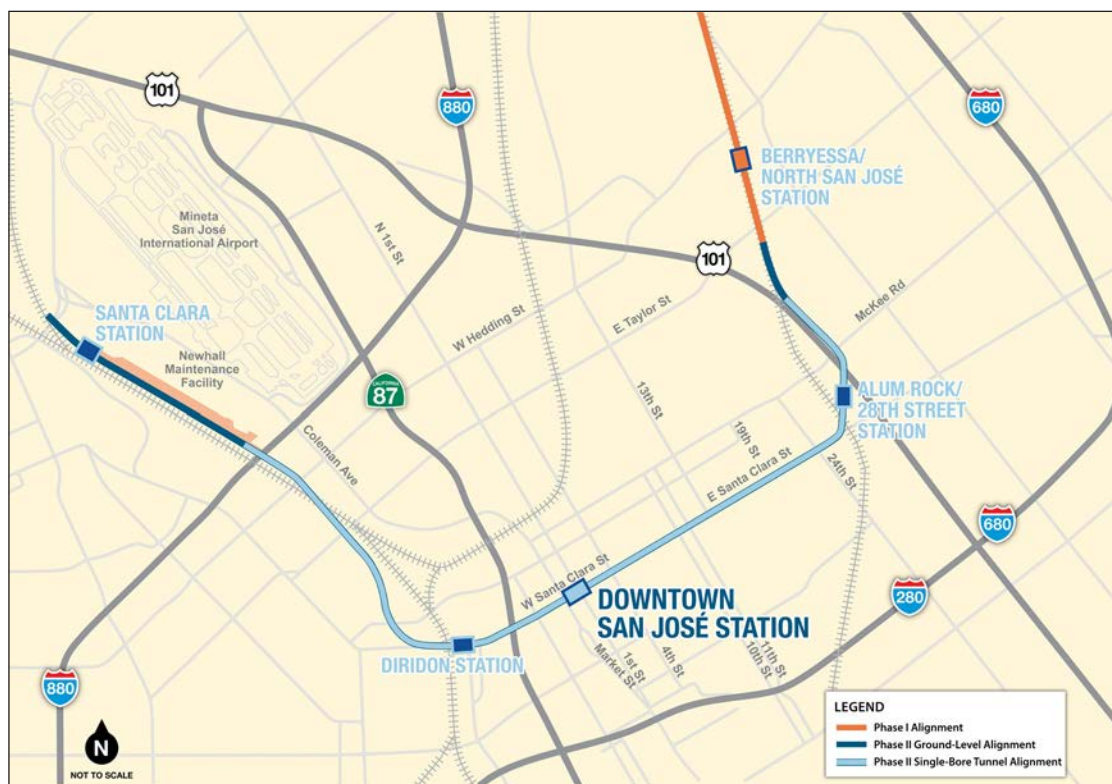 101
880
680
BERRYESSA/
NORTH SAN JOSÉ
STATION
Mineta
San José
International Airport
N 1st St
101
McKee Rd
SANTA CLARA
STATION
W Hedding St
E Taylor St
Newhall
Maintenance
Facility
CALIFORNIA
87
ALUM ROCK/
28TH STREET
STATION
13th St
19th St
24th St
Coleman Ave
E Santa Clara St
680
W Santa Clara St
DOWNTOWN
SAN JOSÉ STATION
280
DIRIDON STATION
1st St
Market St
4th St
11th St
10th St
880
N
NOT TO SCALE
LEGEND
Phase I Alignment
Phase II Ground-Level Alignment
Phase II Single-Bore Tunnel Alignment